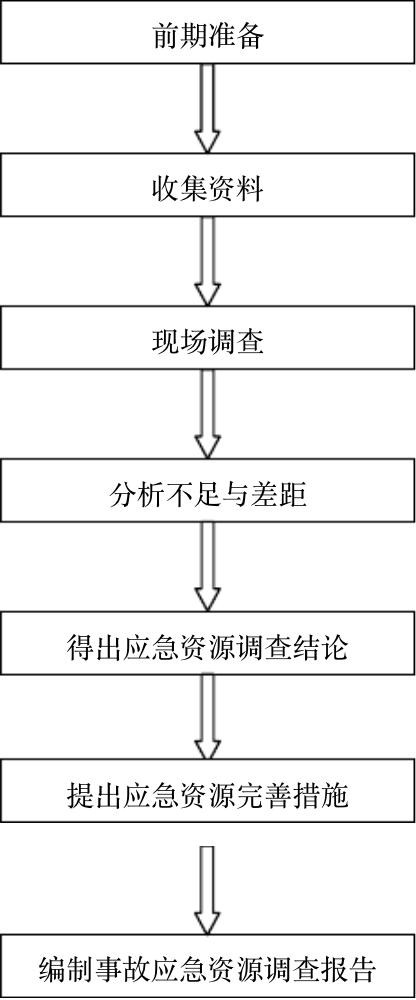 前期准备
收集资料
现场调查
分析不足与差距
得出应急资源调查结论
提出应急资源完善措施
编制事故应急资源调查报告